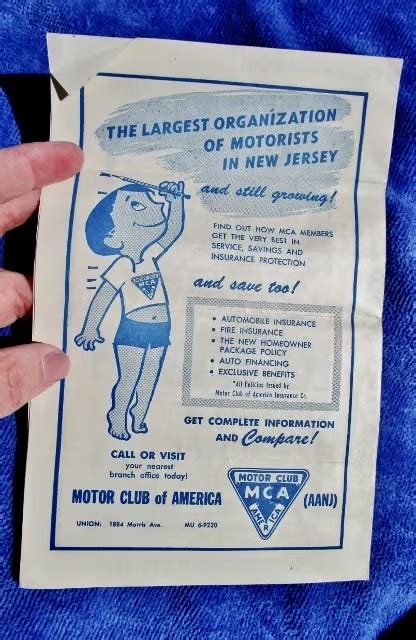 THE LARGEST ORGANIZATION
OF MOTORISTS
IN NEW JERSEY
and still growing!
FIND OUT HOW MCA MEMBERS
GET THE VERY BEST IN
SERVICE, SAVINGS AND
INSURANCE PROTECTION
and save too!
MOTOR CLUB
MCA
• AUTOMOBILE INSURANCE
• FIRE INSURANCE
• THE NEW HOMEOWNER
PACKAGE POLICY
• AUTO FINANCING
• EXCLUSIVE BENEFITS
*All Policies Issued by
Motor Club of America Insurance Co.
GET COMPLETE INFORMATION
AND Compare!
CALL OR VISIT
your nearest
branch office today!
MOTOR CLUB of AMERICA
MOTOR CLUB
MCA
AMERICA
(AANJ)
UNION: 1884 Morris Ave. MU 6-9220